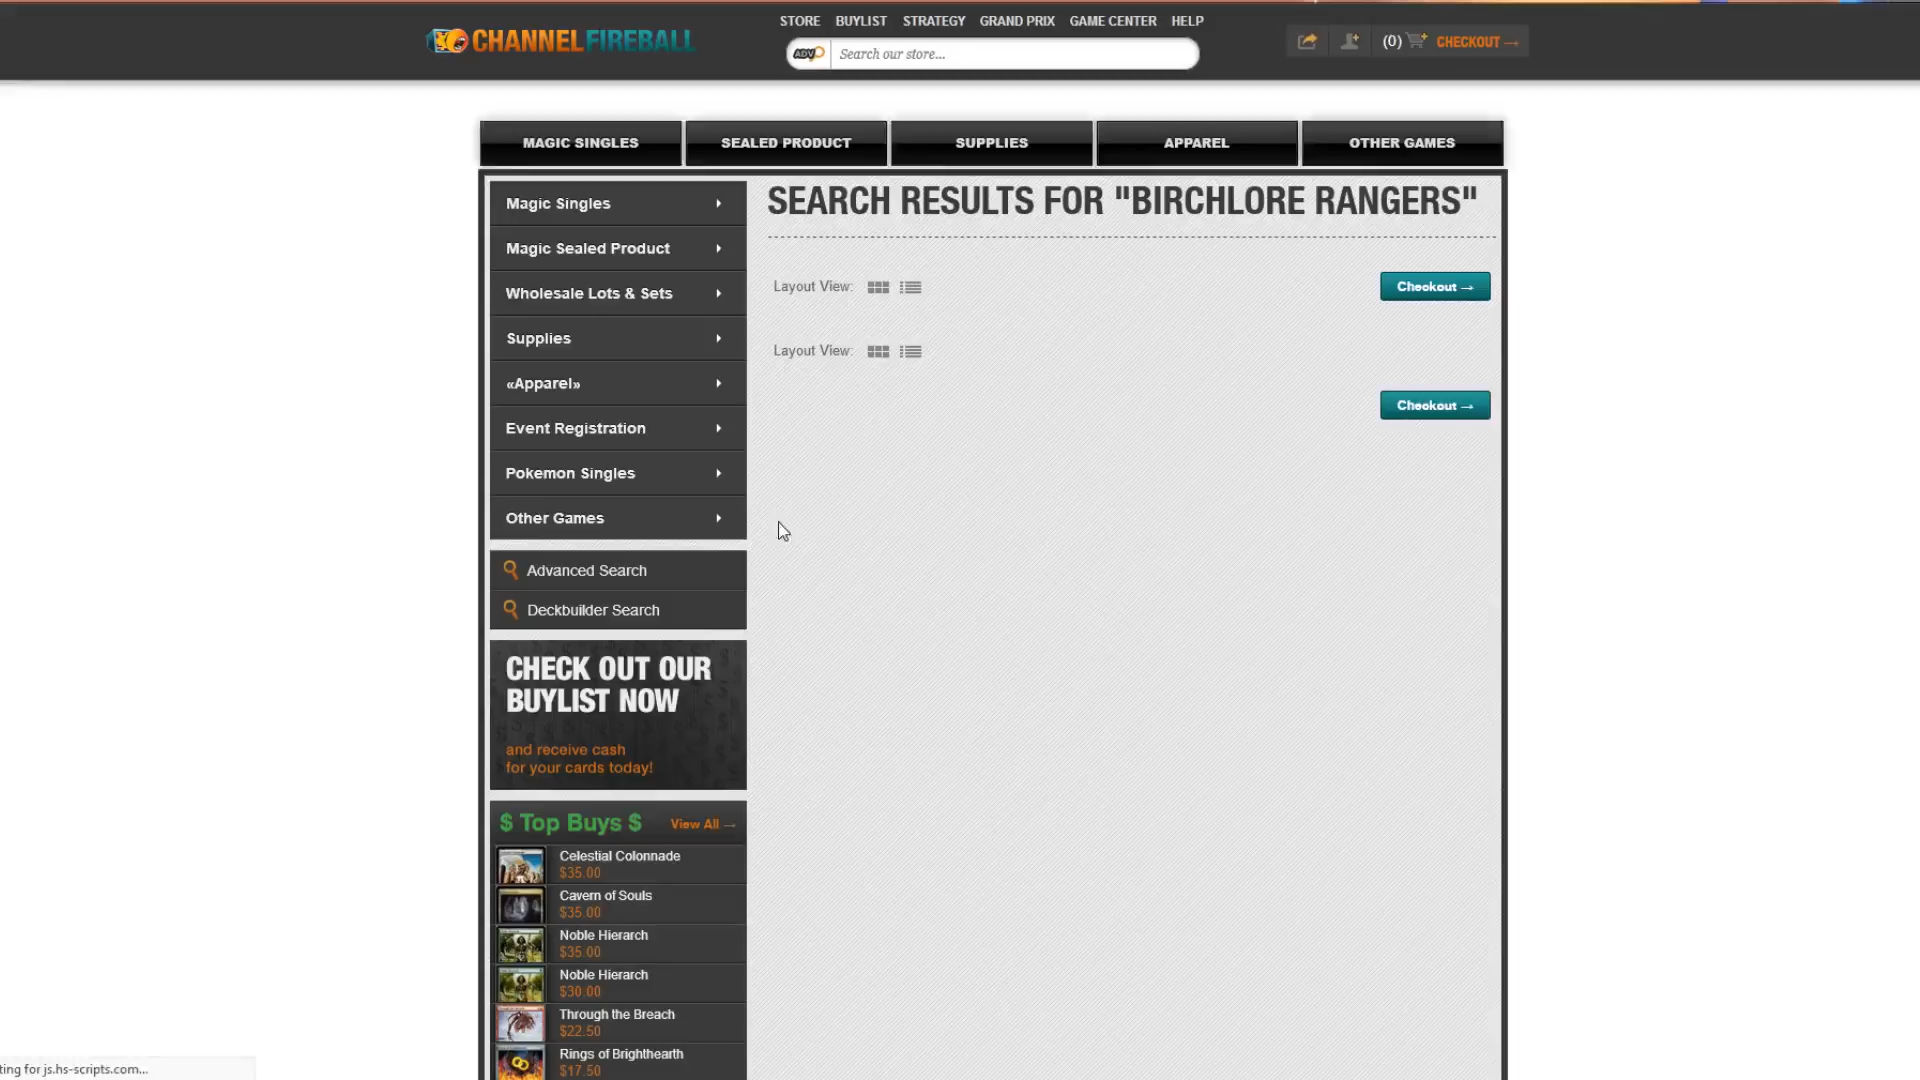 STORE BUYLIST STRATEGY GRAND PRIX GAME CENTER HELP
CHANNELFIREBALL
ADV Search our store...
(0) CHECKOUT →
MAGIC SINGLES SEALED PRODUCT SUPPLIES APPAREL OTHER GAMES
Magic Singles
Magic Sealed Product
Wholesale Lots & Sets
Supplies
«Apparel»
Event Registration
Pokemon Singles
Other Games
Advanced Search
Deckbuilder Search
CHECK OUT OUR
BUYLIST NOW
and receive cash
for your cards today!
$ Top Buys $ View All →
Celestial Colonnade
$35.00
Cavern of Souls
$35.00
Noble Hierarch
$35.00
Noble Hierarch
$30.00
Through the Breach
$22.50
Rings of Brighthearth
$17.50
SEARCH RESULTS FOR "BIRCHLORE RANGERS"
Layout View: Checkout →
Layout View:
Checkout →
ting for js.hs-scripts.com...